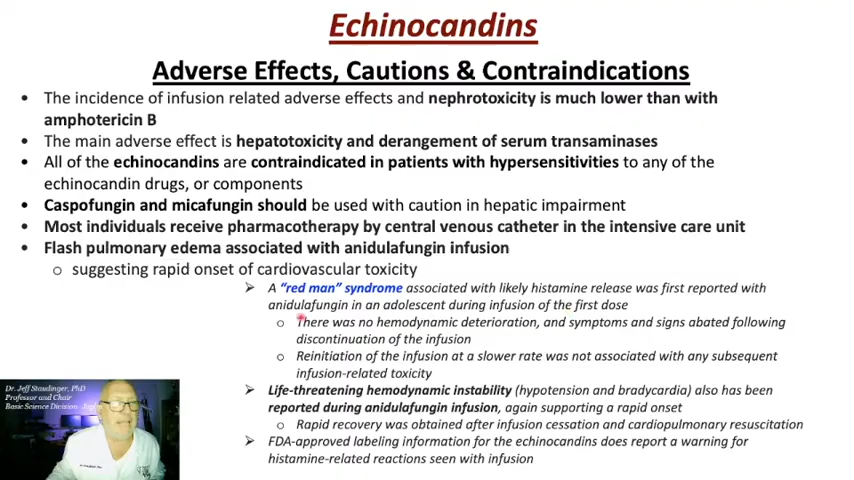 Echinocandins
Adverse Effects, Cautions & Contraindications
• The incidence of infusion related adverse effects and nephrotoxicity is much lower than with
amphotericin B
• The main adverse effect is hepatotoxicity and derangement of serum transaminases
• All of the echinocandins are contraindicated in patients with hypersensitivities to any of the
echinocandin drugs, or components
• Caspofungin and micafungin should be used with caution in hepatic impairment
• Most individuals receive pharmacotherapy by central venous catheter in the intensive care unit
• Flash pulmonary edema associated with anidulafungin infusion
o suggesting rapid onset of cardiovascular toxicity
➢ A “red man” syndrome associated with likely histamine release was first reported with
anidulafungin in an adolescent during infusion of the first dose
o There was no hemodynamic deterioration, and symptoms and signs abated following
discontinuation of the infusion
o Reinitiation of the infusion at a slower rate was not associated with any subsequent
infusion-related toxicity
➢ Life-threatening hemodynamic instability (hypotension and bradycardia) also has been
reported during anidulafungin infusion, again supporting a rapid onset
o Rapid recovery was obtained after infusion cessation and cardiopulmonary resuscitation
➢ FDA-approved labeling information for the echinocandins does report a warning for
histamine-related reactions seen with infusion
Dr. Jeff Staudinger, PhD
Professor and Chair
Basic Science Division